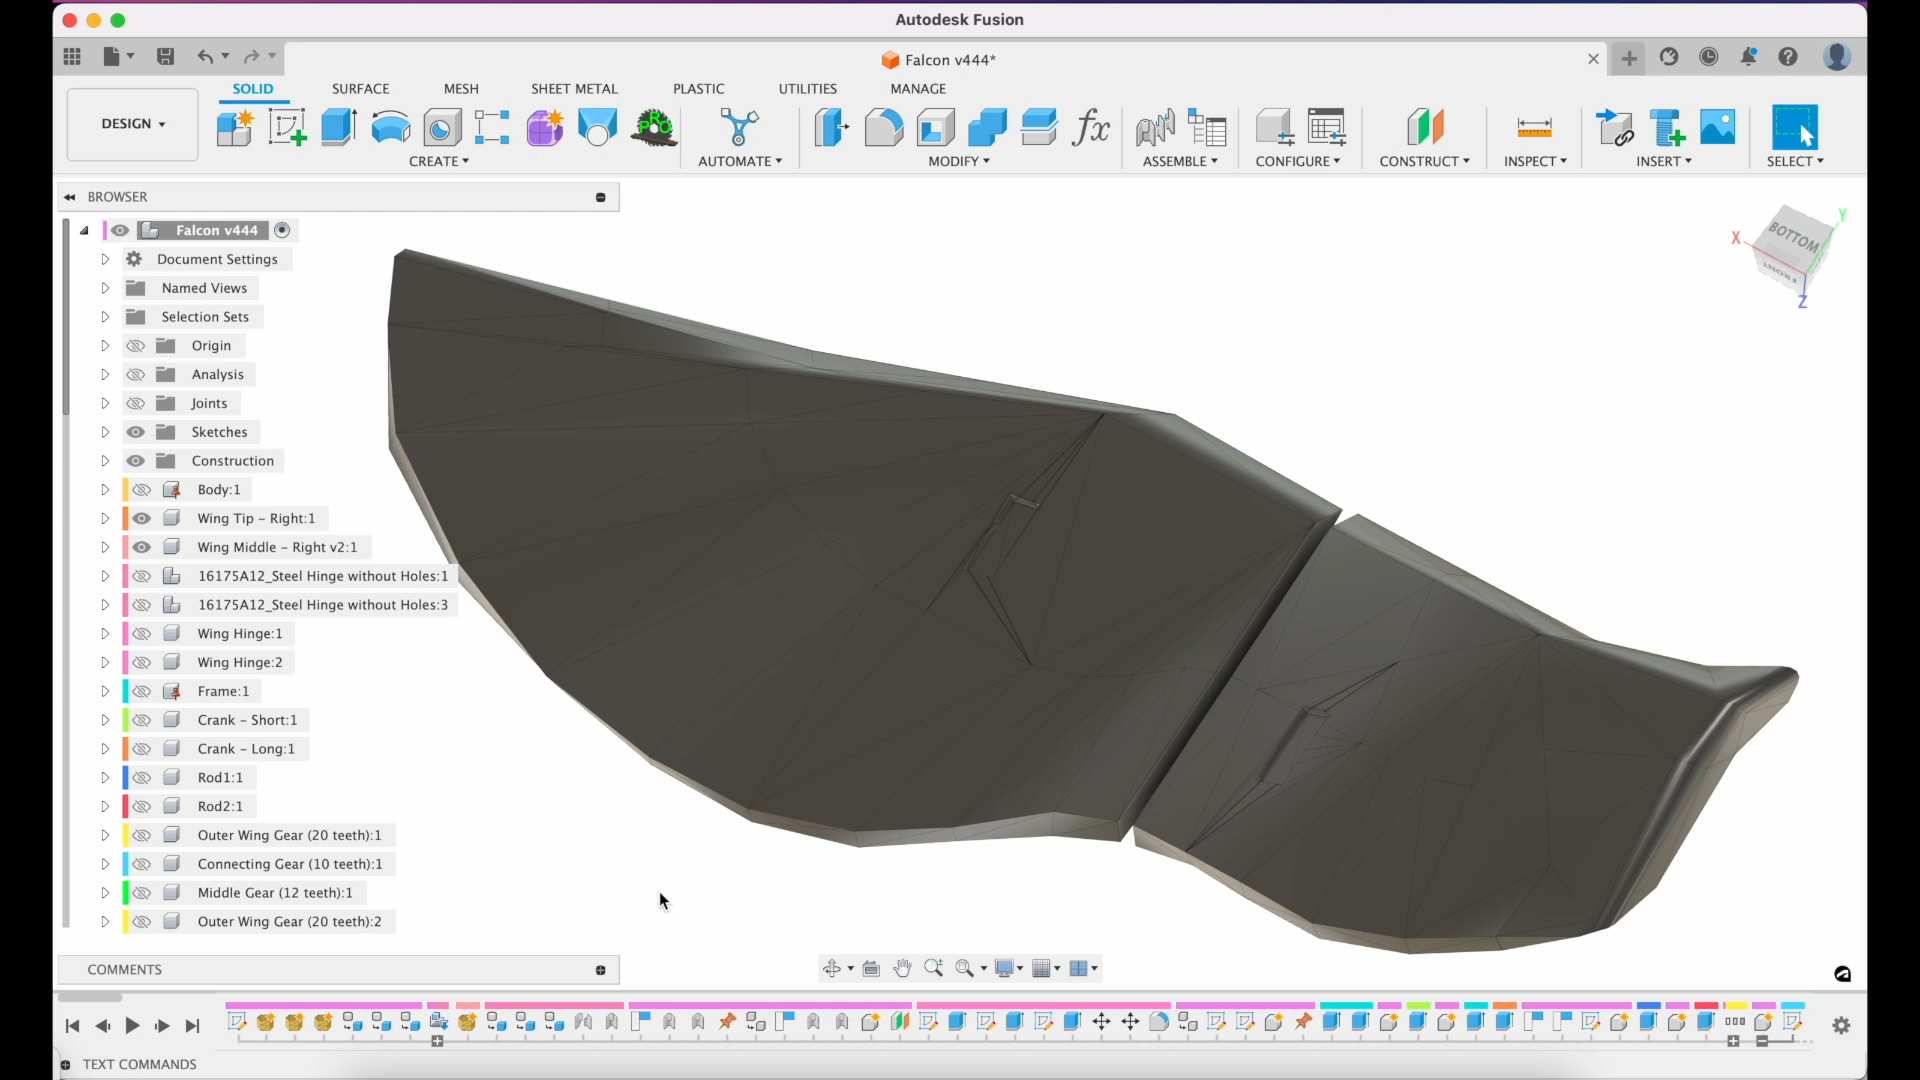 Autodesk Fusion
Falcon v444*
SOLID SURFACE MESH SHEET METAL PLASTIC UTILITIES MANAGE
DESIGN
PRO
fx
CREATE AUTOMATE MODIFY ASSEMBLE CONFIGURE CONSTRUCT INSPECT INSERT SELECT
BROWSER
Falcon v444
Document Settings
Named Views
Selection Sets
Origin
Analysis
Joints
Sketches
Construction
Body:1
Wing Tip – Right:1
Wing Middle – Right v2:1
16175A12_Steel Hinge without Holes:1
16175A12_Steel Hinge without Holes:3
Wing Hinge:1
Wing Hinge:2
Frame:1
Crank – Short:1
Crank – Long:1
Rod1:1
Rod2:1
Outer Wing Gear (20 teeth):1
Connecting Gear (10 teeth):1
Middle Gear (12 teeth):1
Outer Wing Gear (20 teeth):2
Y
X
BOTTOM
FRONT
Z
COMMENTS
TEXT COMMANDS